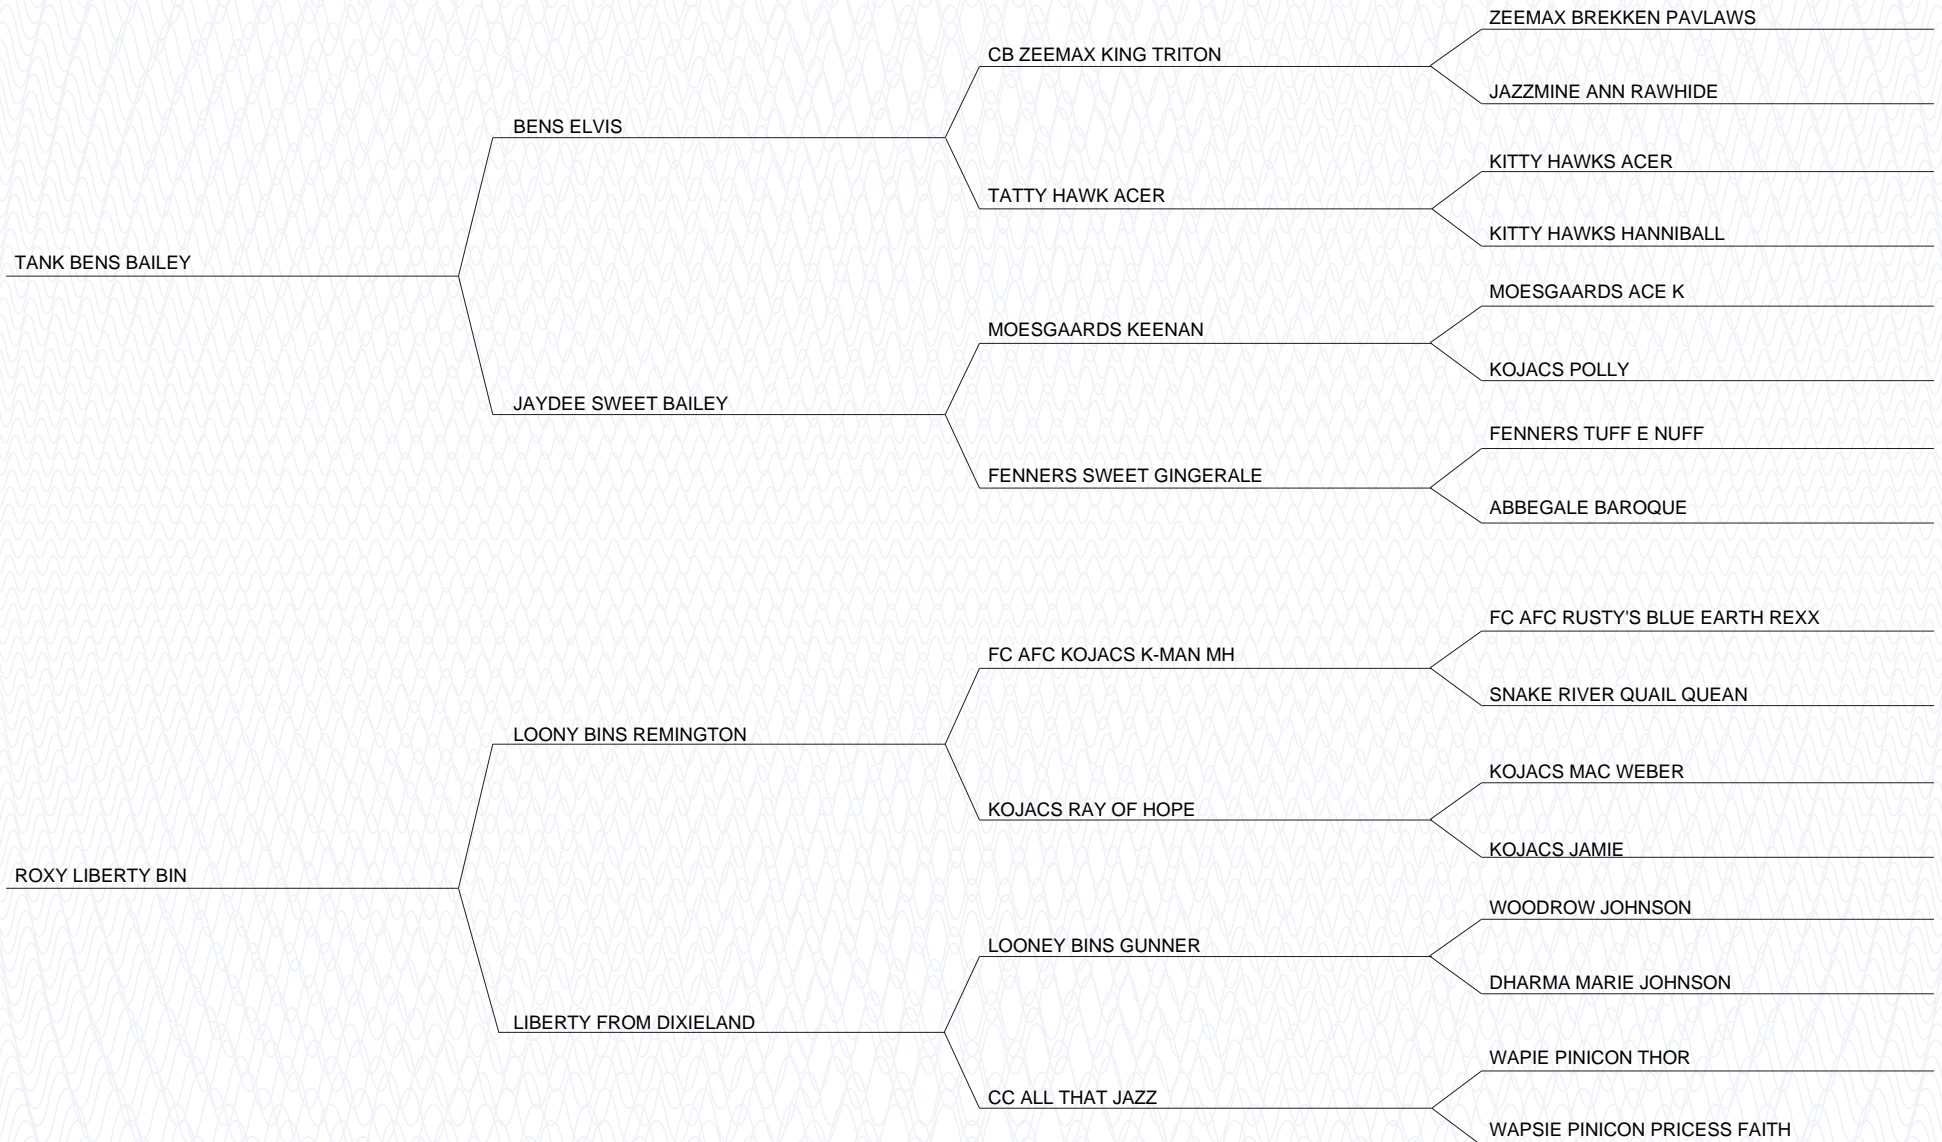 ZEEMAX BREKKEN PAVLAWS
CB ZEEMAX KING TRITON
JAZZMINE ANN RAWHIDE
BENS ELVIS
KITTY HAWKS ACER
TATTY HAWK ACER
KITTY HAWKS HANNIBALL
TANK BENS BAILEY
MOESGAARDS ACE K
MOESGAARDS KEENAN
KOJACS POLLY
JAYDEE SWEET BAILEY
FENNERS TUFF E NUFF
FENNERS SWEET GINGERALE
ABBEGALE BAROQUE
FC AFC RUSTY'S BLUE EARTH REXX
FC AFC KOJACS K-MAN MH
SNAKE RIVER QUAIL QUEAN
LOONY BINS REMINGTON
KOJACS MAC WEBER
KOJACS RAY OF HOPE
KOJACS JAMIE
ROXY LIBERTY BIN
WOODROW JOHNSON
LOONEY BINS GUNNER
DHARMA MARIE JOHNSON
LIBERTY FROM DIXIELAND
WAPIE PINICON THOR
CC ALL THAT JAZZ
WAPSIE PINICON PRICESS FAITH